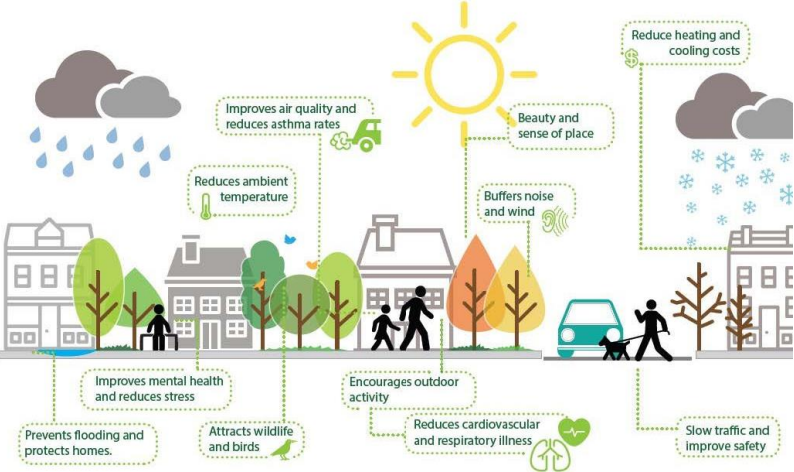 Reduce heating and
cooling costs
$
Improves air quality and
reduces asthma rates
Beauty and
sense of place
Reduces ambient
temperature
Buffers noise
and wind
Improves mental health
and reduces stress
Encourages outdoor
activity
Prevents flooding and
protects homes.
Attracts wildlife
and birds
Reduces cardiovascular
and respiratory illness
Slow traffic and
improve safety